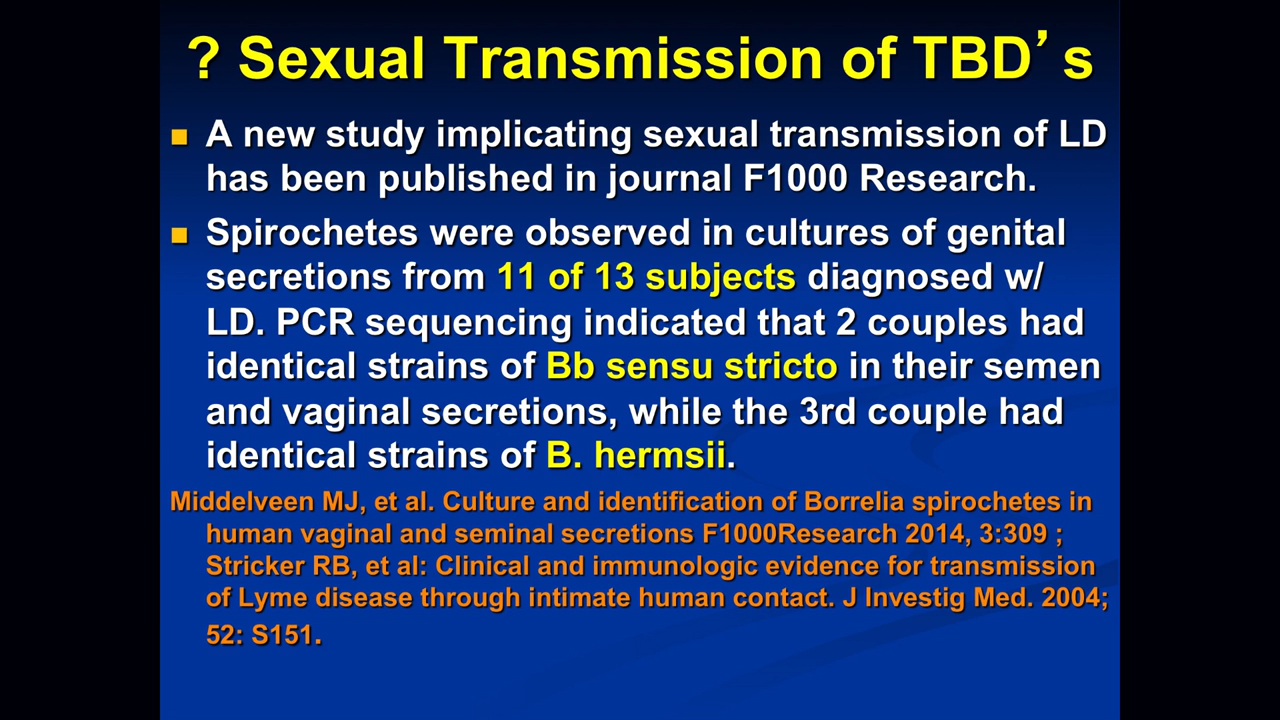 ? Sexual Transmission of TBD’s
A new study implicating sexual transmission of LD
has been published in journal F1000 Research.
Spirochetes were observed in cultures of genital
secretions from 11 of 13 subjects diagnosed w/
LD. PCR sequencing indicated that 2 couples had
identical strains of Bb sensu stricto in their semen
and vaginal secretions, while the 3rd couple had
identical strains of B. hermsii.
Middelveen MJ, et al. Culture and identification of Borrelia spirochetes in
human vaginal and seminal secretions F1000Research 2014, 3:309 ;
Stricker RB, et al: Clinical and immunologic evidence for transmission
of Lyme disease through intimate human contact. J Investig Med. 2004;
52: S151.